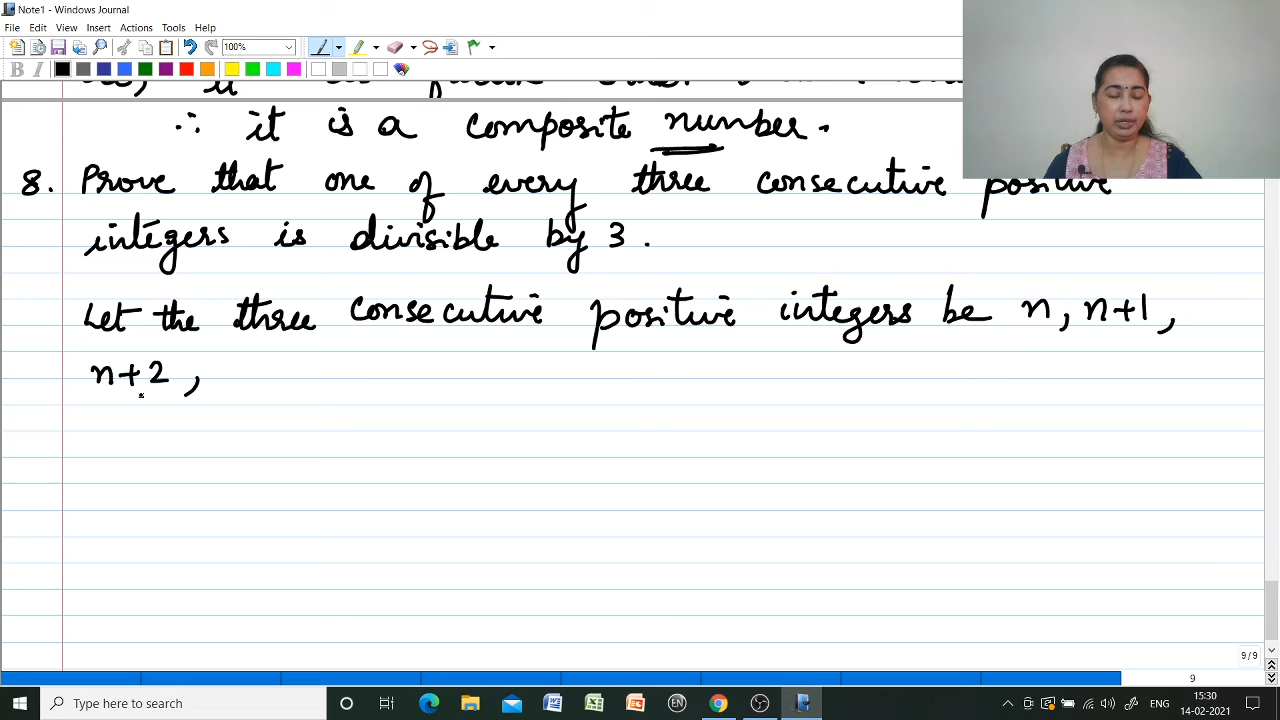 Note1 - Windows Journal
File Edit View Insert Actions Tools Help
100%
B I
∴ it is a composite number.
8. Prove that one of every three consecutive positive
integers is divisible by 3.
Let the three consecutive positive integers be n, n+1,
n+2,
9/9
9
Type here to search
EN
ENG
15:30
14-02-2021